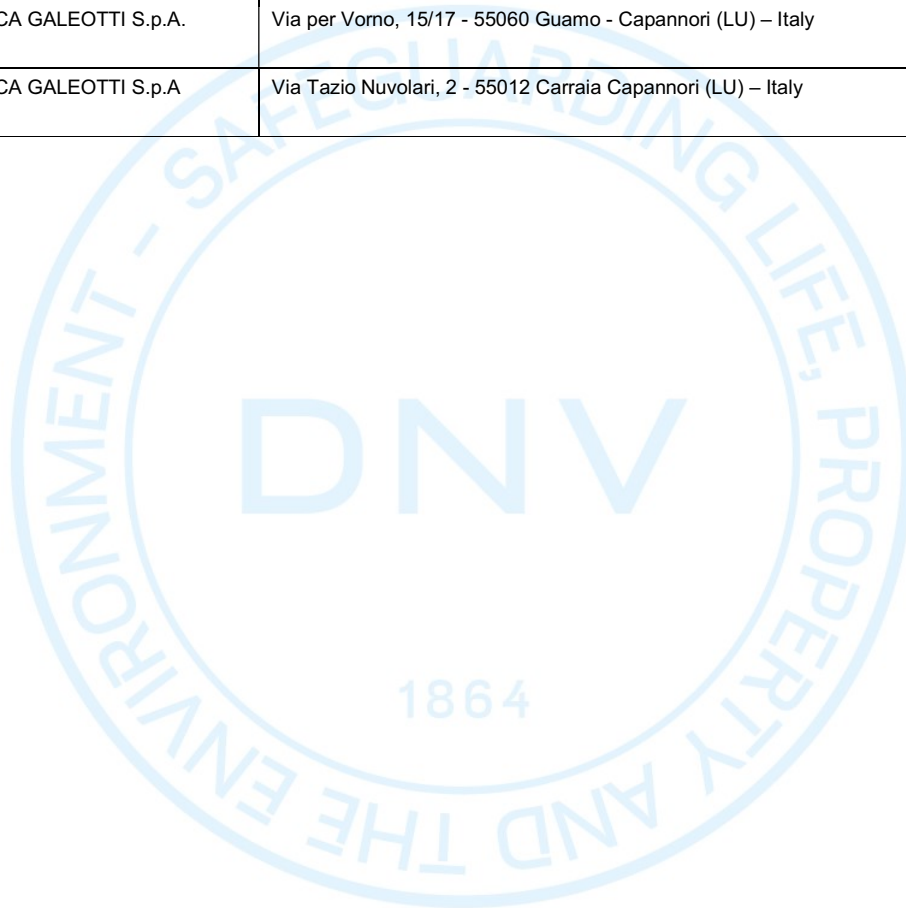 CA GALEOTTI S.p.A. Via per Vorno, 15/17 - 55060 Guamo - Capannori (LU) – Italy
CA GALEOTTI S.p.A Via Tazio Nuvolari, 2 - 55012 Carraia Capannori (LU) – Italy
SAFEGUARDING LIFE, PROPERTY AND THE ENVIRONMENT -
DNV
1864